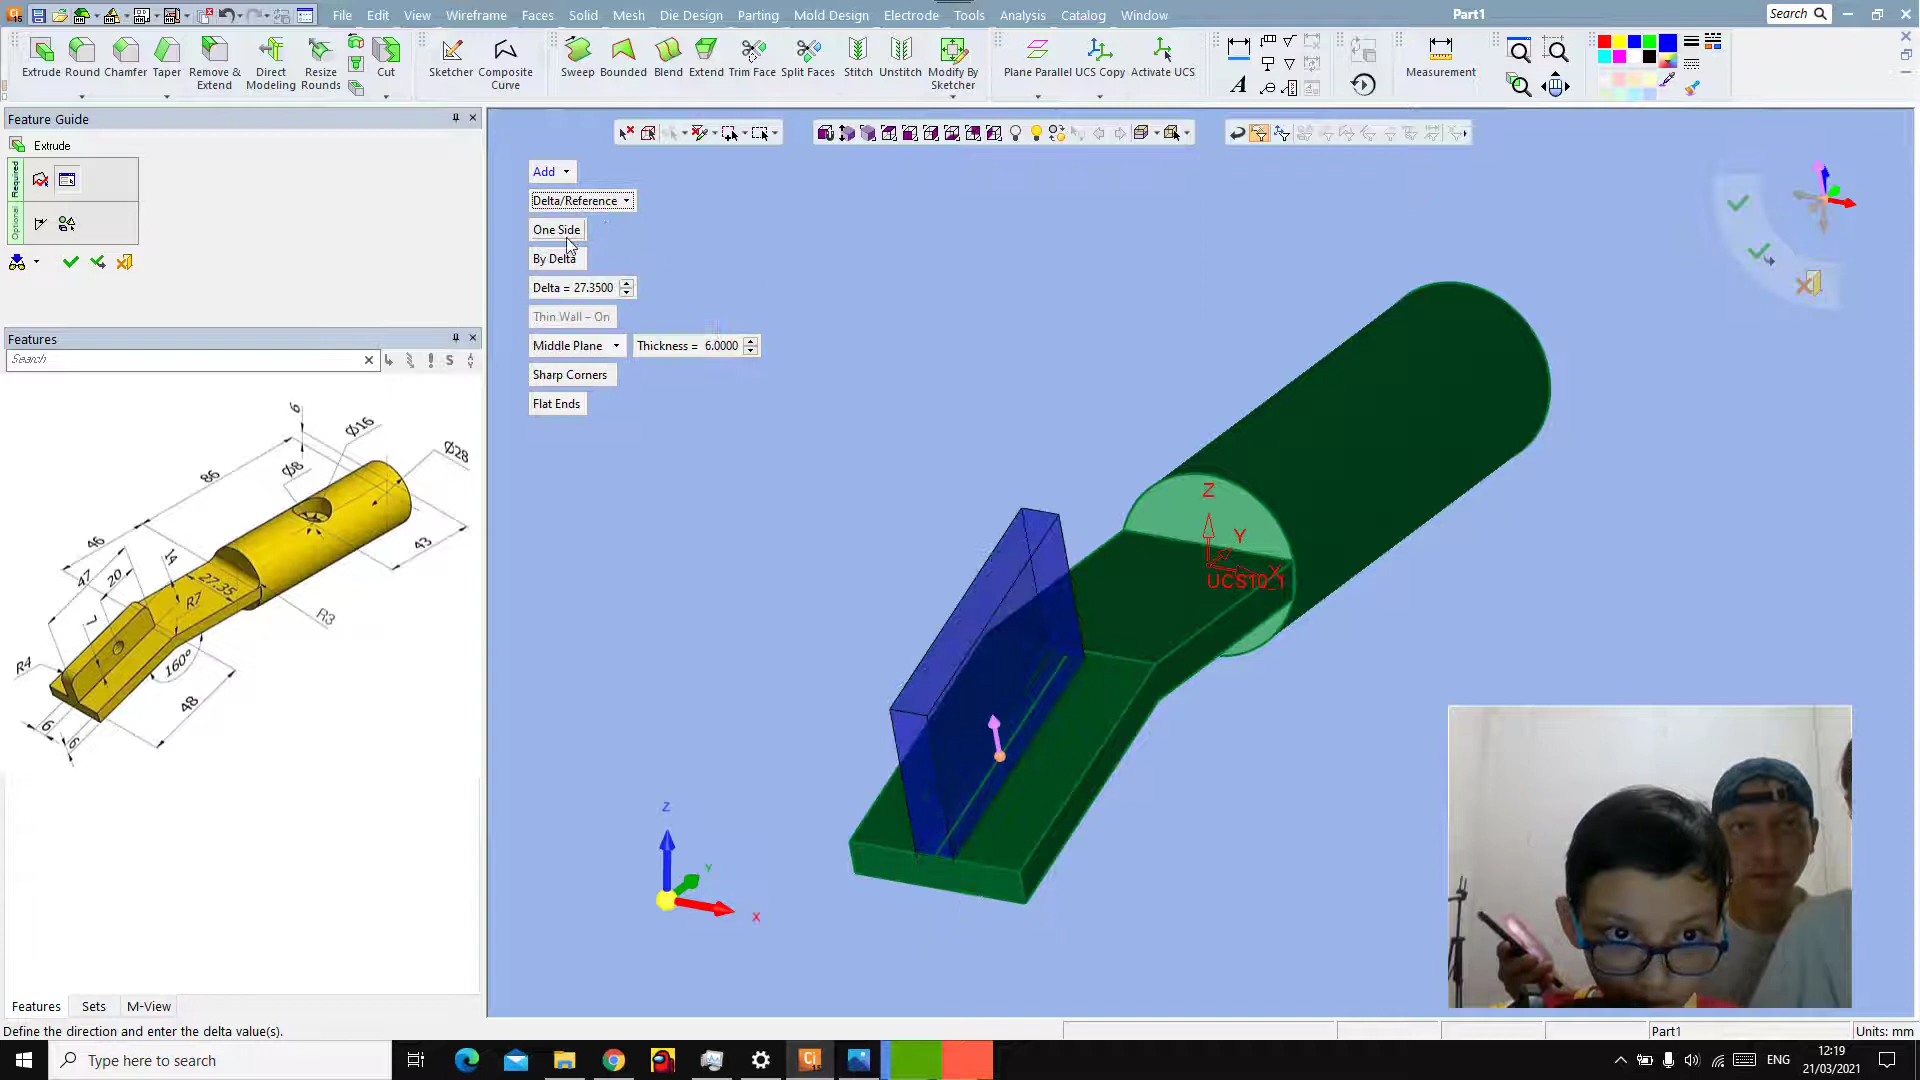 File Edit View Wireframe Faces Solid Mesh Die Design Parting Mold Design Electrode Tools Analysis Catalog Window Part1 Search
Extrude Round Chamfer Taper Remove & Extend Direct Modeling Resize Rounds Cut Sketcher Composite Curve Sweep Bounded Blend Extend Trim Face Split Faces Stitch Unstitch Modify By Sketcher Plane Parallel UCS Copy Activate UCS Measurement
Feature Guide
Extrude
Required
Optional
Features
Search
6
Ø16
Ø28
86
Ø8
46
14
43
47
20
27.35
R7
7
R3
R4
160°
48
6
6
Add
Delta/Reference
One Side
By Delta
Delta = 27.3500
Thin Wall – On
Middle Plane Thickness = 6.0000
Sharp Corners
Flat Ends
Z
Y
X
UCS10_1
Z
Y
X
Features Sets M-View
Define the direction and enter the delta value(s).
Part1 Units: mm
Type here to search
Ci
15
ENG
12:19
21/03/2021